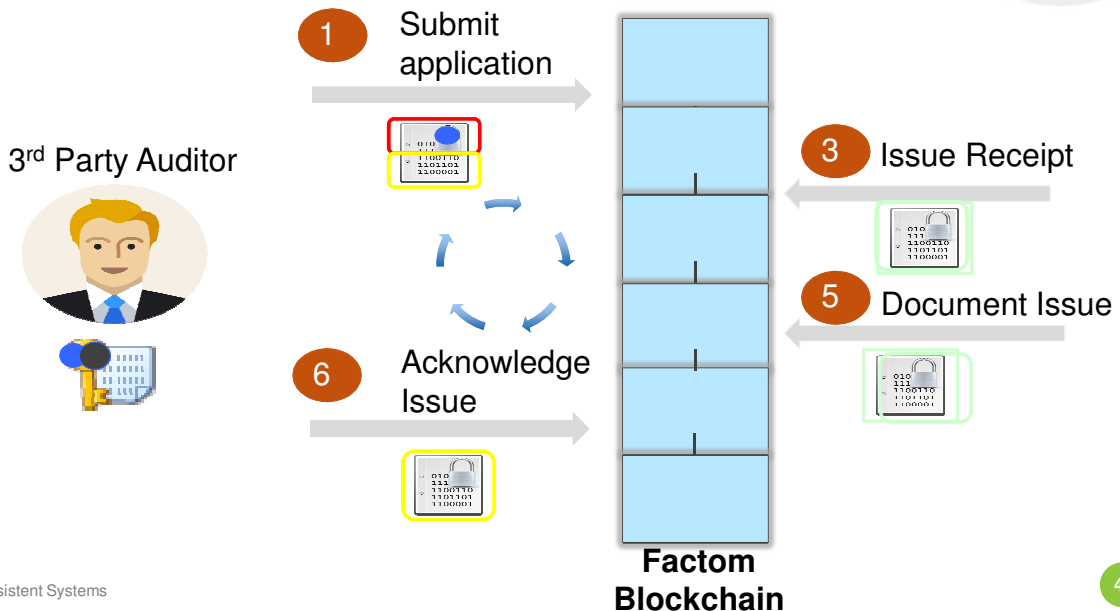 1
Submit
application
3rd Party Auditor
3
Issue Receipt
5
Document Issue
6
Acknowledge
Issue
Factom
Blockchain
sistent Systems
4